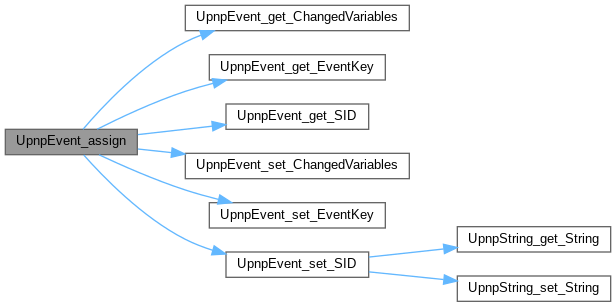 UpnpEvent_assign
UpnpEvent_get_ChangedVariables
UpnpEvent_get_EventKey
UpnpEvent_get_SID
UpnpEvent_set_ChangedVariables
UpnpEvent_set_EventKey
UpnpEvent_set_SID
UpnpString_get_String
UpnpString_set_String